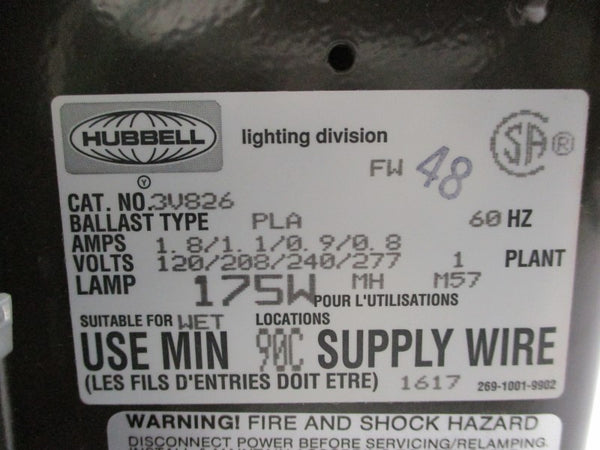 HUBBELL lighting division
FW 48
SA ®
CAT. NO. 3V826
BALLAST TYPE PLA 60 HZ
AMPS 1.8/1.1/0.9/0.8
VOLTS 120/208/240/277 1 PLANT
LAMP 175W MH M57
POUR L'UTILISATIONS
SUITABLE FOR WET LOCATIONS
USE MIN 90C SUPPLY WIRE
(LES FILS D'ENTRIES DOIT ETRE) 1617 269-1001-9902
WARNING! FIRE AND SHOCK HAZARD
DISCONNECT POWER BEFORE SERVICING/RELAMPING.